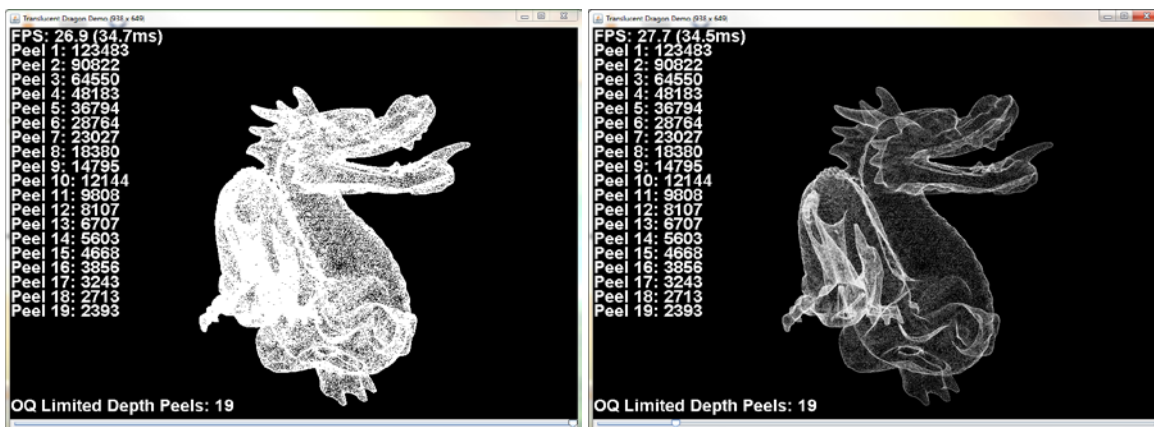 Translucent Dragon Demo (938 x 649)
FPS: 26.9 (34.7ms)
Peel 1: 123483
Peel 2: 90822
Peel 3: 64550
Peel 4: 48183
Peel 5: 36794
Peel 6: 28764
Peel 7: 23027
Peel 8: 18380
Peel 9: 14795
Peel 10: 12144
Peel 11: 9808
Peel 12: 8107
Peel 13: 6707
Peel 14: 5603
Peel 15: 4668
Peel 16: 3856
Peel 17: 3243
Peel 18: 2713
Peel 19: 2393
OQ Limited Depth Peels: 19
Translucent Dragon Demo (938 x 649)
FPS: 27.7 (34.5ms)
Peel 1: 123483
Peel 2: 90822
Peel 3: 64550
Peel 4: 48183
Peel 5: 36794
Peel 6: 28764
Peel 7: 23027
Peel 8: 18380
Peel 9: 14795
Peel 10: 12144
Peel 11: 9808
Peel 12: 8107
Peel 13: 6707
Peel 14: 5603
Peel 15: 4668
Peel 16: 3856
Peel 17: 3243
Peel 18: 2713
Peel 19: 2393
OQ Limited Depth Peels: 19